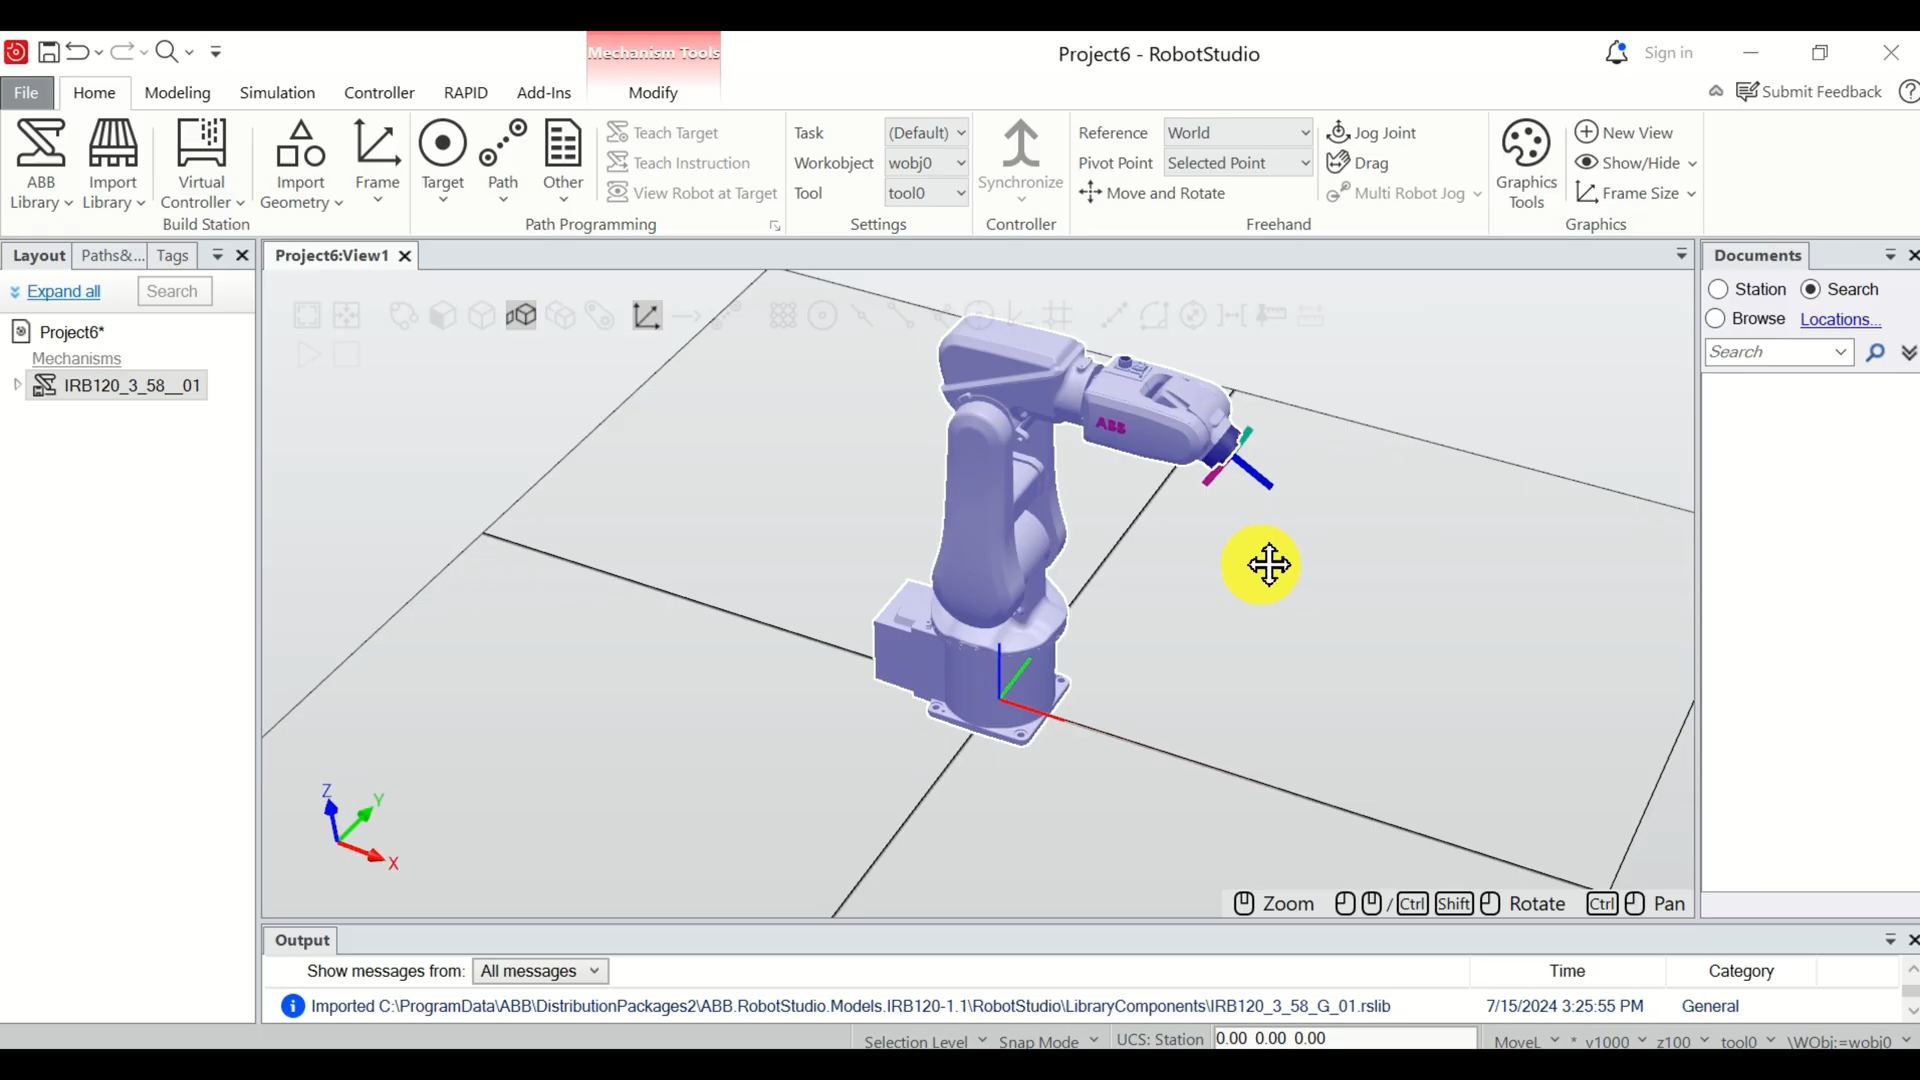 Mechanism Tools
Project6 - RobotStudio
Sign in
File Home Modeling Simulation Controller RAPID Add-Ins Modify
Submit Feedback
ABB Library
Import Library
Virtual Controller
Import Geometry
Frame
Build Station
Target
Path
Other
Teach Target
Teach Instruction
View Robot at Target
Path Programming
Task (Default)
Workobject wobj0
Tool tool0
Settings
Synchronize
Controller
Reference World
Pivot Point Selected Point
Move and Rotate
Jog Joint
Drag
Multi Robot Jog
Freehand
Graphics Tools
New View
Show/Hide
Frame Size
Graphics
Layout Paths&... Tags
Expand all Search
Project6*
Mechanisms
IRB120_3_58__01
Project6:View1
ABB
Z
Y
X
Zoom / Ctrl Shift Rotate Ctrl Pan
Documents
Station Search
Browse Locations...
Search
Output
Show messages from: All messages Time Category
Imported C:\ProgramData\ABB\DistributionPackages2\ABB.RobotStudio.Models.IRB120-1.1\RobotStudio\LibraryComponents\IRB120_3_58_G_01.rslib 7/15/2024 3:25:55 PM General
Selection Level Snap Mode UCS: Station 0.00 0.00 0.00 MoveL * v1000 z100 tool0 \WObj:=wobj0